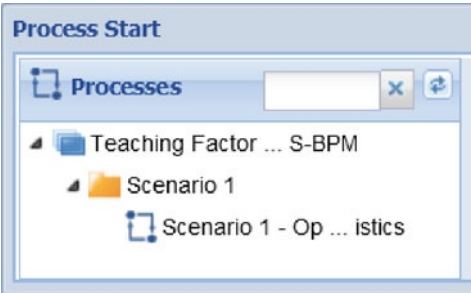 Process Start
Processes
Teaching Factor ... S-BPM
Scenario 1
Scenario 1 - Op ... istics